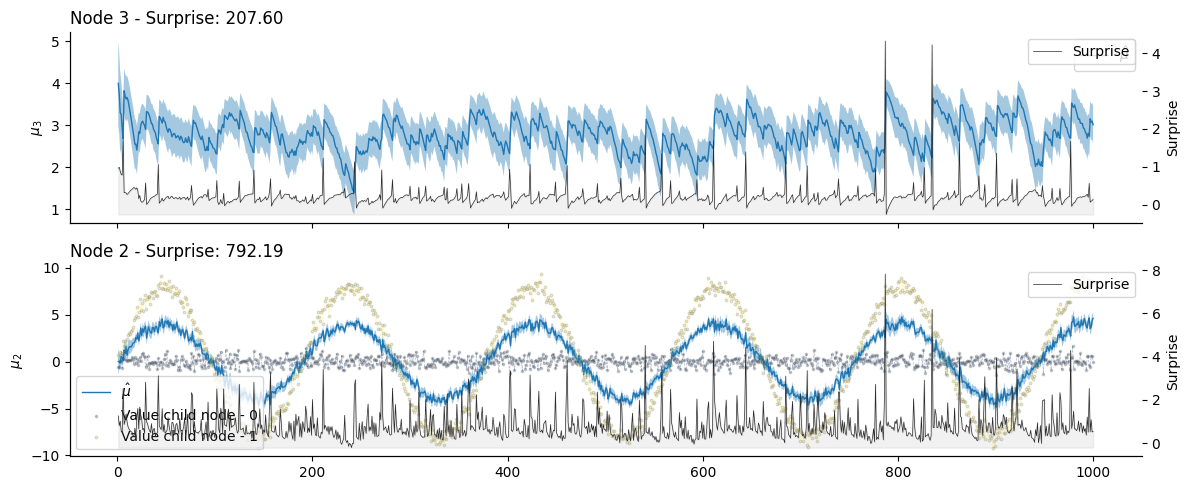 Node 3 - Surprise: 207.60
5
4
3
2
1
μ3
Surprise
4
3
2
1
0
Surprise
Node 2 - Surprise: 792.19
10
5
0
−5
−10
μ2
μ̂
Value child node - 0
Value child node - 1
Surprise
8
6
4
2
0
Surprise
0
200
400
600
800
1000